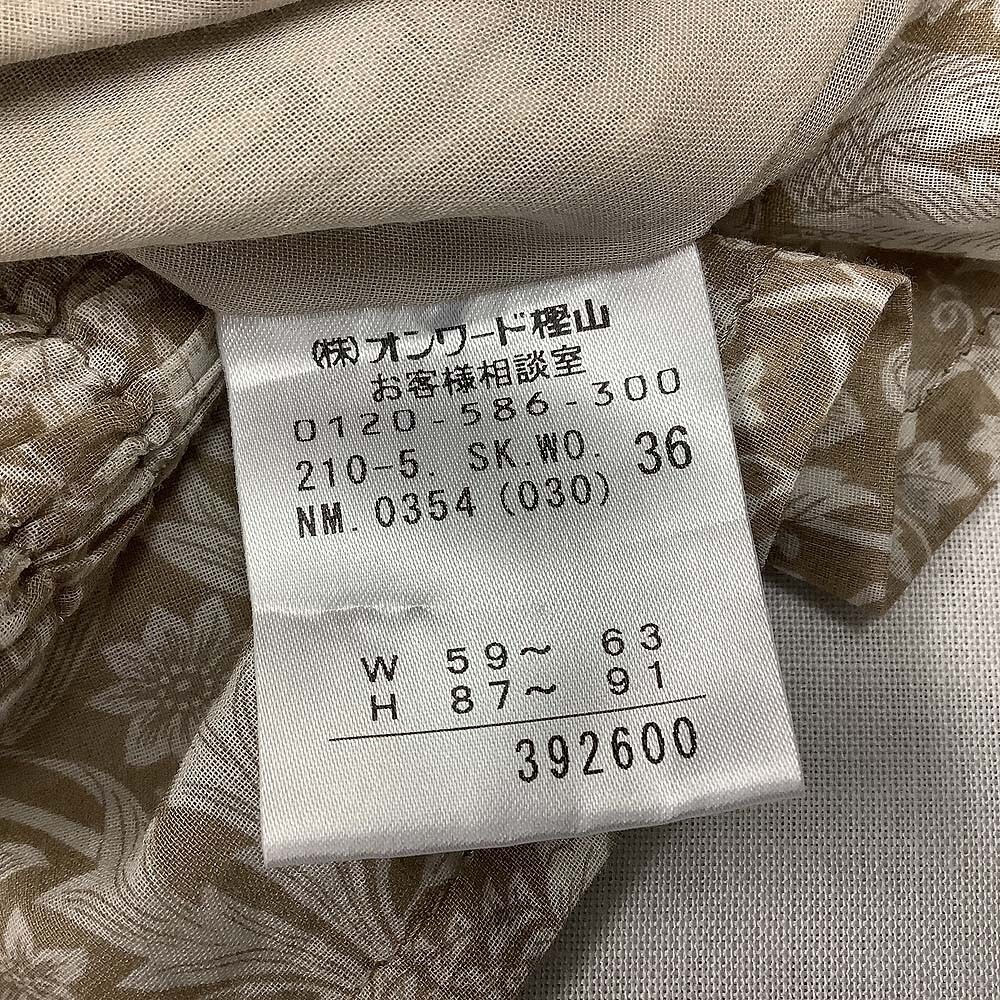 (株)オンワード樫山
お客様相談室
0120-586-300
210-5. SK.WO. 36
NM. 0354 (030)
W 59~ 63
H 87~ 91
392600